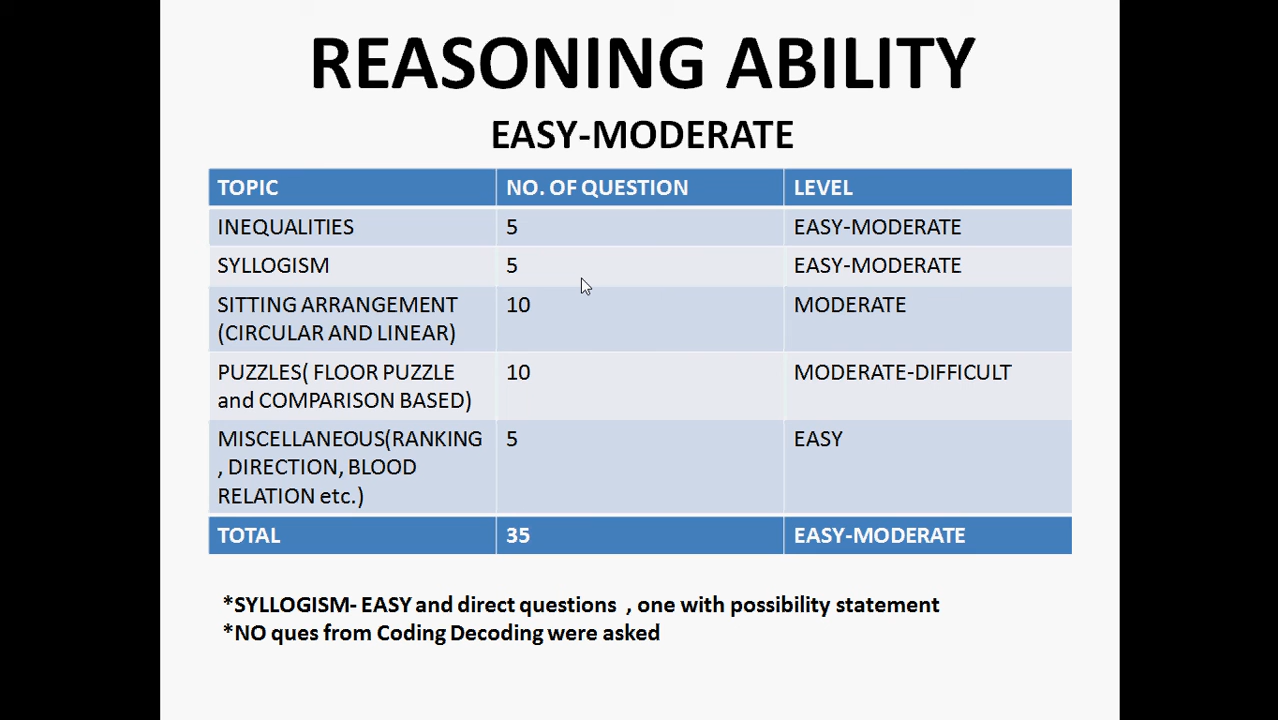 REASONING ABILITY
EASY-MODERATE
TOPIC NO. OF QUESTION LEVEL
INEQUALITIES 5 EASY-MODERATE
SYLLOGISM 5 EASY-MODERATE
SITTING ARRANGEMENT 10 MODERATE
(CIRCULAR AND LINEAR)
PUZZLES( FLOOR PUZZLE 10 MODERATE-DIFFICULT
and COMPARISON BASED)
MISCELLANEOUS(RANKING 5 EASY
, DIRECTION, BLOOD
RELATION etc.)
TOTAL 35 EASY-MODERATE
*SYLLOGISM- EASY and direct questions , one with possibility statement
*NO ques from Coding Decoding were asked